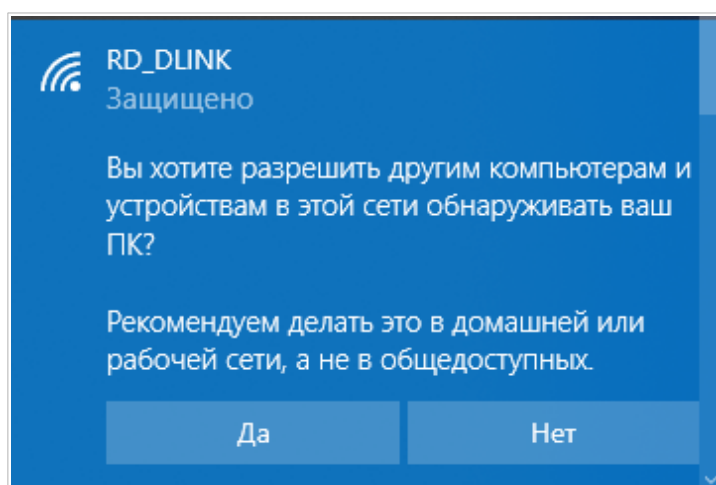 RD_DLINK
Защищено
Вы хотите разрешить другим компьютерам и
устройствам в этой сети обнаруживать ваш
ПК?
Рекомендуем делать это в домашней или
рабочей сети, а не в общедоступных.
Да Нет